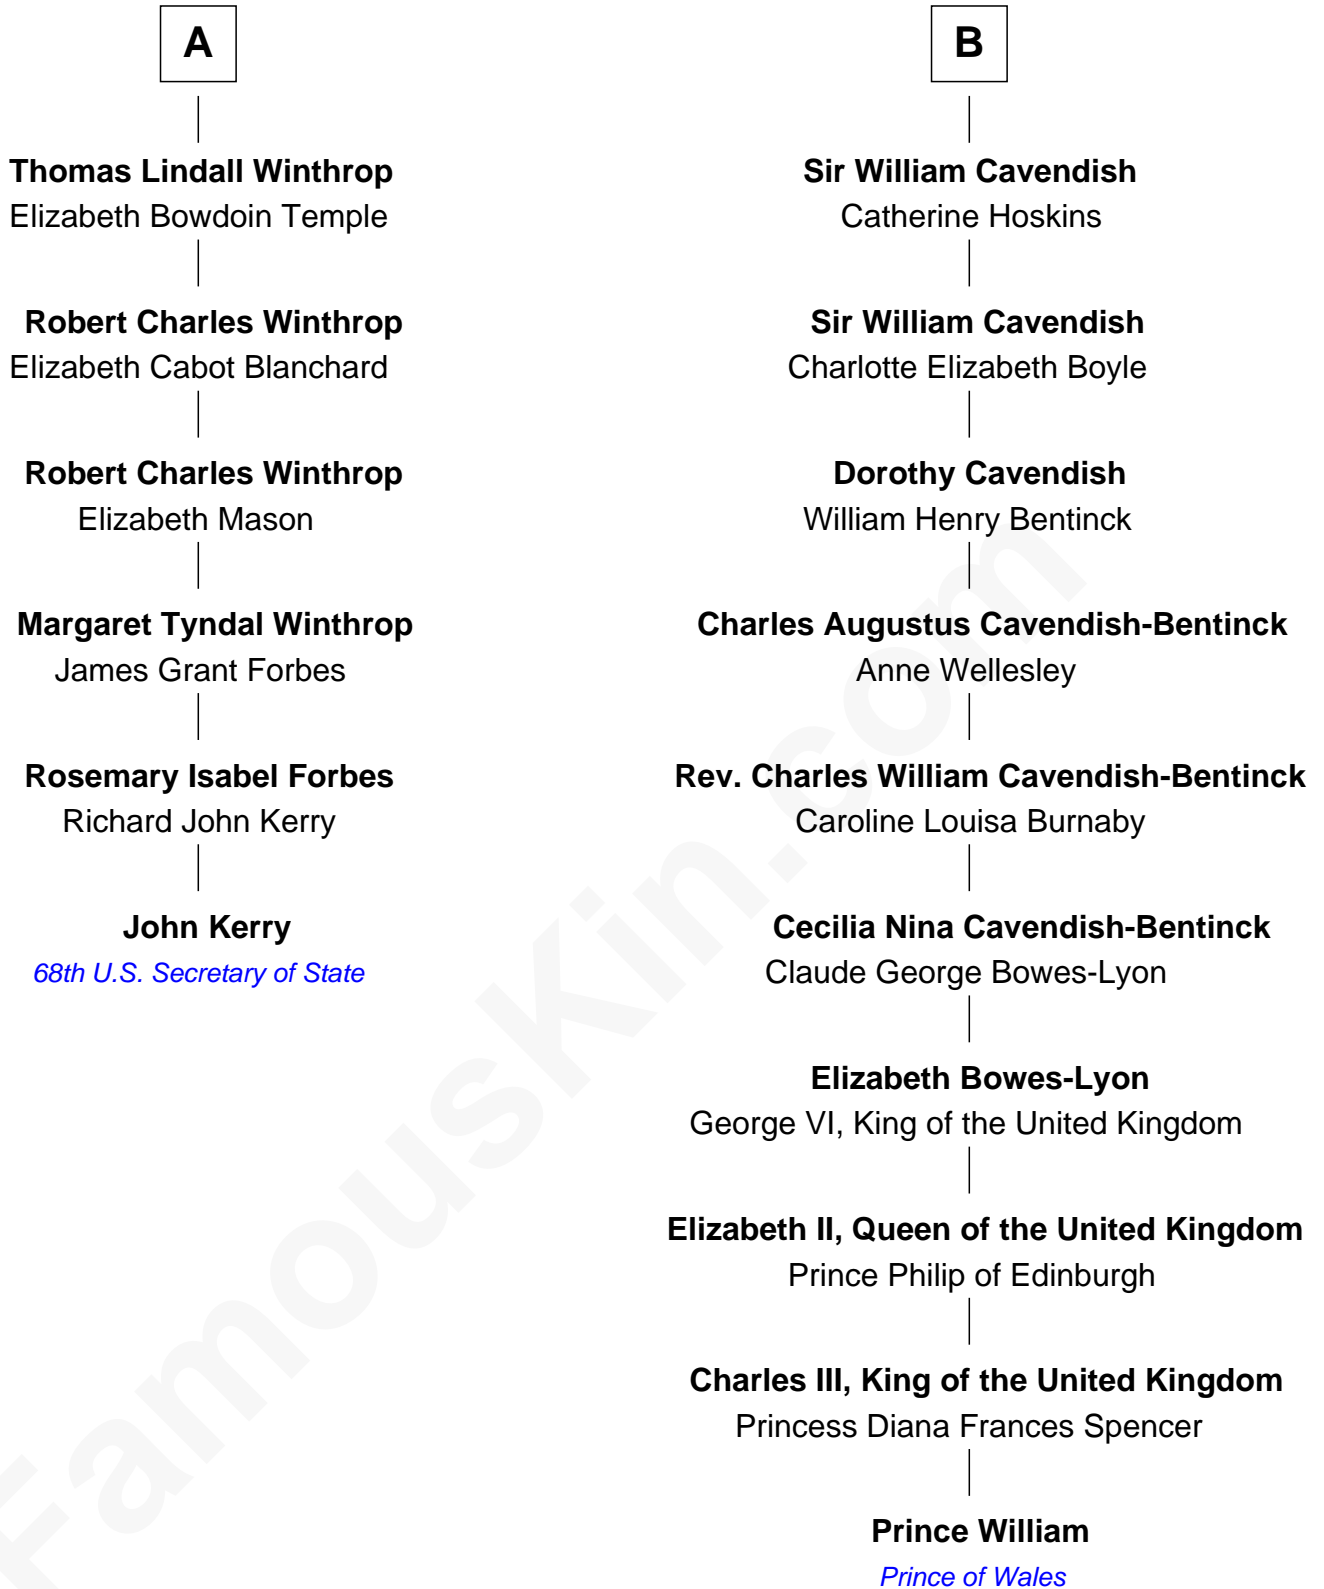 A
Thomas Lindall Winthrop
Elizabeth Bowdoin Temple
Robert Charles Winthrop
Elizabeth Cabot Blanchard
Robert Charles Winthrop
Elizabeth Mason
Margaret Tyndal Winthrop
James Grant Forbes
Rosemary Isabel Forbes
Richard John Kerry
John Kerry
68th U.S. Secretary of State
B
Sir William Cavendish
Catherine Hoskins
Sir William Cavendish
Charlotte Elizabeth Boyle
Dorothy Cavendish
William Henry Bentinck
Charles Augustus Cavendish-Bentinck
Anne Wellesley
Rev. Charles William Cavendish-Bentinck
Caroline Louisa Burnaby
Cecilia Nina Cavendish-Bentinck
Claude George Bowes-Lyon
Elizabeth Bowes-Lyon
George VI, King of the United Kingdom
Elizabeth II, Queen of the United Kingdom
Prince Philip of Edinburgh
Charles III, King of the United Kingdom
Princess Diana Frances Spencer
Prince William
Prince of Wales
FamousKin.com